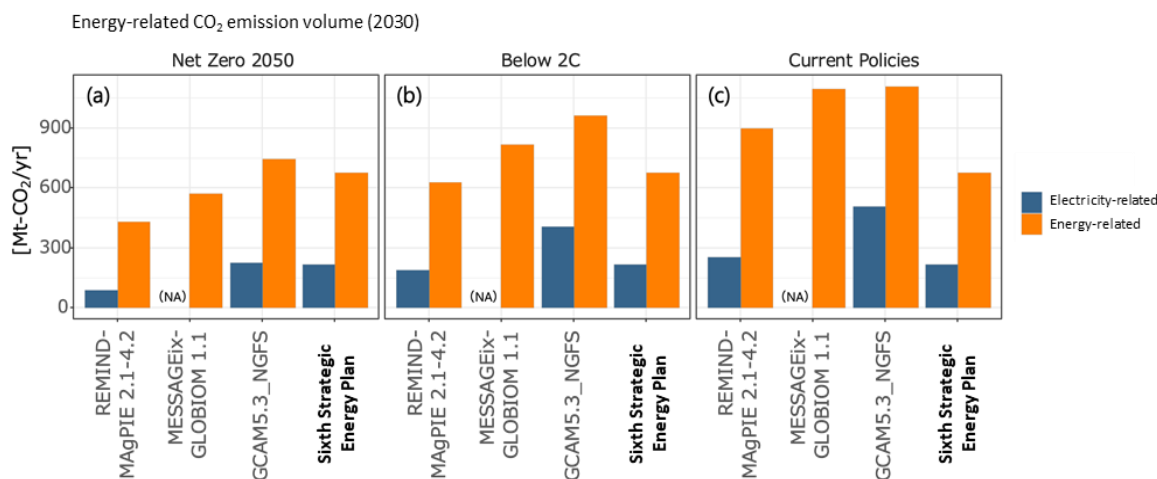 Energy-related CO₂ emission volume (2030)
Net Zero 2050
Below 2C
Current Policies
(a)
(b)
(c)
[Mt-CO₂/yr]
900
600
300
0
(NA)
(NA)
(NA)
Electricity-related
Energy-related
REMIND-
MAgPIE 2.1-4.2
MESSAGEix-
GLOBIOM 1.1
GCAM5.3_NGFS
Sixth Strategic
Energy Plan
REMIND-
MAgPIE 2.1-4.2
MESSAGEix-
GLOBIOM 1.1
GCAM5.3_NGFS
Sixth Strategic
Energy Plan
REMIND-
MAgPIE 2.1-4.2
MESSAGEix-
GLOBIOM 1.1
GCAM5.3_NGFS
Sixth Strategic
Energy Plan